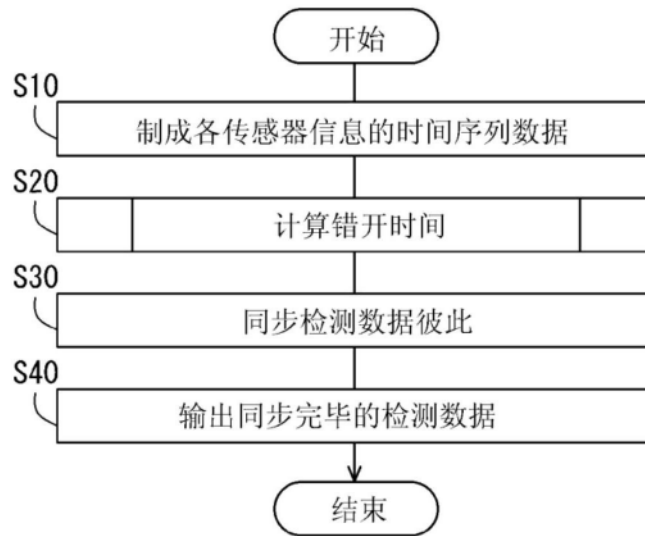 开始
S10
制成各传感器信息的时间序列数据
S20
计算错开时间
S30
同步检测数据彼此
S40
输出同步完毕的检测数据
结束